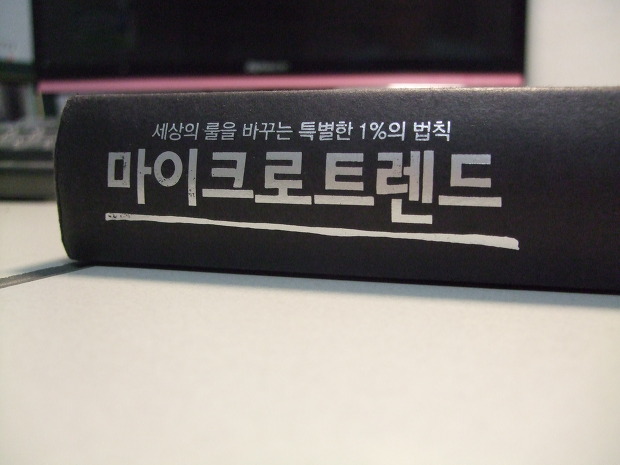 세상의 룰을 바꾸는 특별한 1%의 법칙
마이크로트렌드